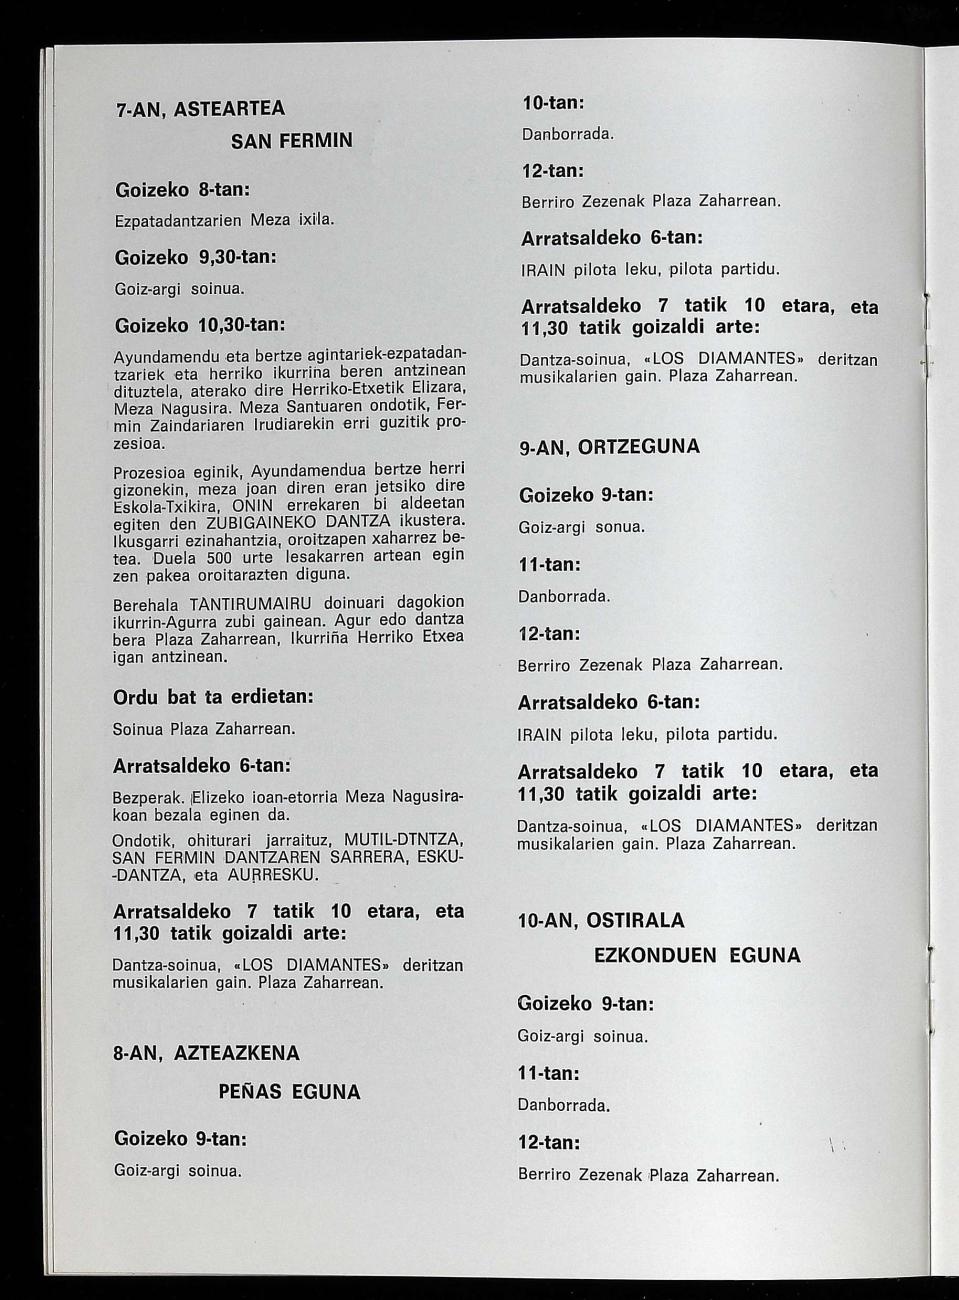 7-AN, ASTEARTEA
SAN FERMIN
Goizeko 8-tan:
Ezpatadantzarien Meza ixila.
Goizeko 9,30-tan:
Goiz-argi soinua.
Goizeko 10,30-tan:
Ayundamendu eta bertze agintariek-ezpatadan-
tzariek eta herriko ikurriña beren antzinean
dituztela, aterako dire Herriko-Etxetik Elizara,
Meza Nagusira. Meza Santuaren ondotik, Fer-
min Zaindariaren Irudiarekin erri guzitik pro-
zesioa.
Prozesioa eginik, Ayundamendua bertze herri
gizonekin, meza joan diren eran jetsiko dire
Eskola-Txikira, ONIN errekaren bi aldeetan
egiten den ZUBIGAINEKO DANTZA ikustera.
Ikusgarri ezinahantzia, oroitzapen xaharrez be-
tea. Duela 500 urte lesakarren artean egin
zen pakea oroitarazten diguna.
Berehala TANTIRUMAIRU doinuari dagokion
ikurrin-Agurra zubi gainean. Agur edo dantza
bera Plaza Zaharrean, Ikurriña Herriko Etxea
igan antzinean.
Ordu bat ta erdietan:
Soinua Plaza Zaharrean.
Arratsaldeko 6-tan:
Bezperak. Elizeko ioan-etorria Meza Nagusira-
koan bezala eginen da.
Ondotik, ohiturari jarraituz, MUTIL-DTNTZA,
SAN FERMIN DANTZAREN SARRERA, ESKU-
-DANTZA, eta AURRESKU.
Arratsaldeko 7 tatik 10 etara, eta
11,30 tatik goizaldi arte:
Dantza-soinua, «LOS DIAMANTES» deritzan
musikalarien gain. Plaza Zaharrean.
8-AN, AZTEAZKENA
PEÑAS EGUNA
Goizeko 9-tan:
Goiz-argi soinua.
10-tan:
Danborrada.
12-tan:
Berriro Zezenak Plaza Zaharrean.
Arratsaldeko 6-tan:
IRAIN pilota leku, pilota partidu.
Arratsaldeko 7 tatik 10 etara, eta
11,30 tatik goizaldi arte:
Dantza-soinua, «LOS DIAMANTES» deritzan
musikalarien gain. Plaza Zaharrean.
9-AN, ORTZEGUNA
Goizeko 9-tan:
Goiz-argi sonua.
11-tan:
Danborrada.
12-tan:
Berriro Zezenak Plaza Zaharrean.
Arratsaldeko 6-tan:
IRAIN pilota leku, pilota partidu.
Arratsaldeko 7 tatik 10 etara, eta
11,30 tatik goizaldi arte:
Dantza-soinua, «LOS DIAMANTES» deritzan
musikalarien gain. Plaza Zaharrean.
10-AN, OSTIRALA
EZKONDUEN EGUNA
Goizeko 9-tan:
Goiz-argi soinua.
11-tan:
Danborrada.
12-tan:
Berriro Zezenak Plaza Zaharrean.